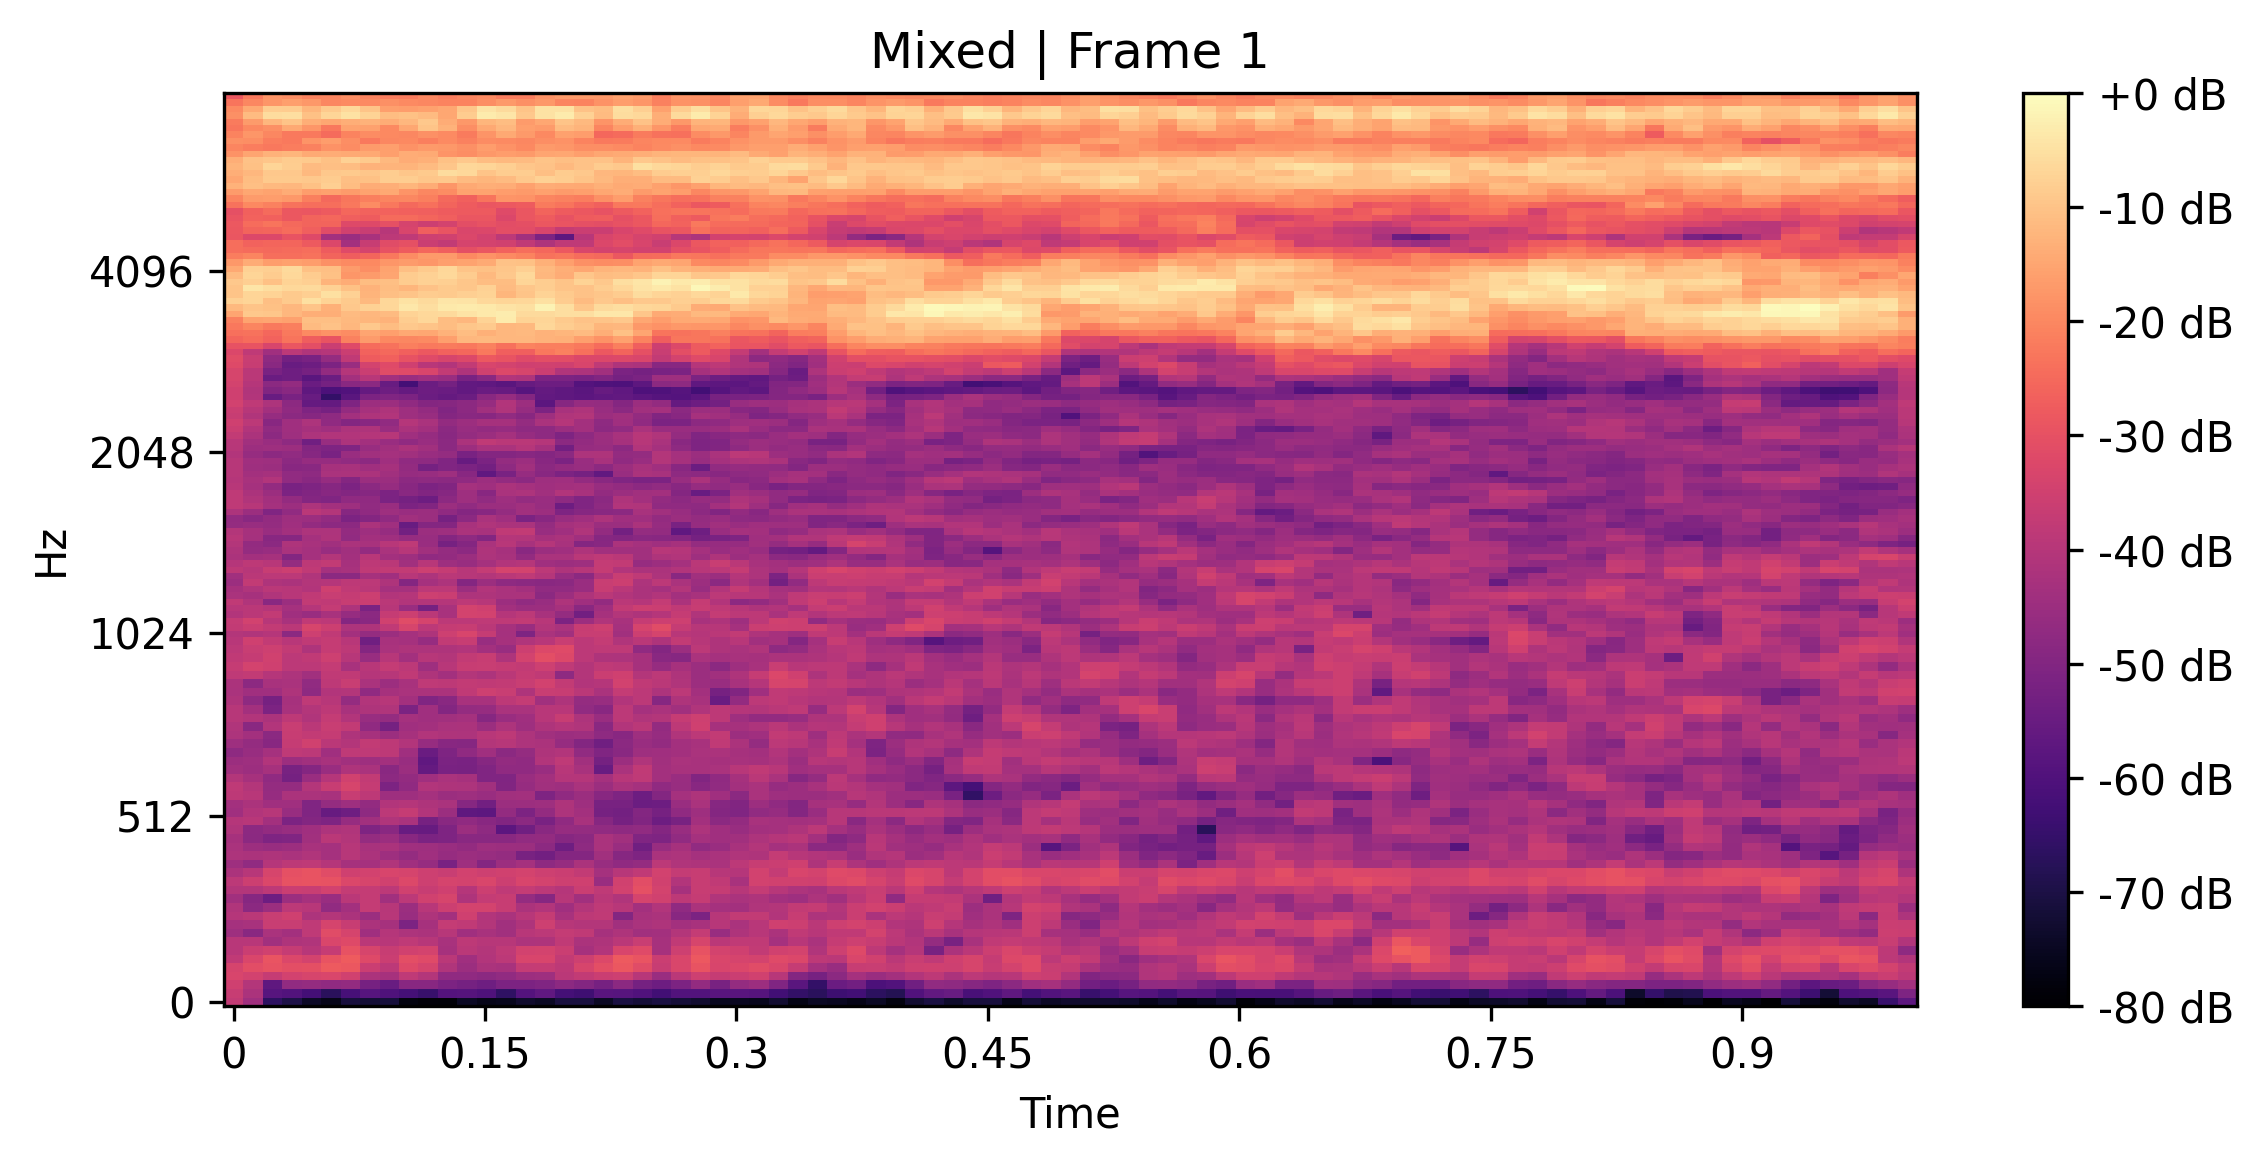 Mixed | Frame 1
Hz
4096
2048
1024
512
0
0
0.15
0.3
0.45
0.6
0.75
0.9
Time
+0 dB
-10 dB
-20 dB
-30 dB
-40 dB
-50 dB
-60 dB
-70 dB
-80 dB